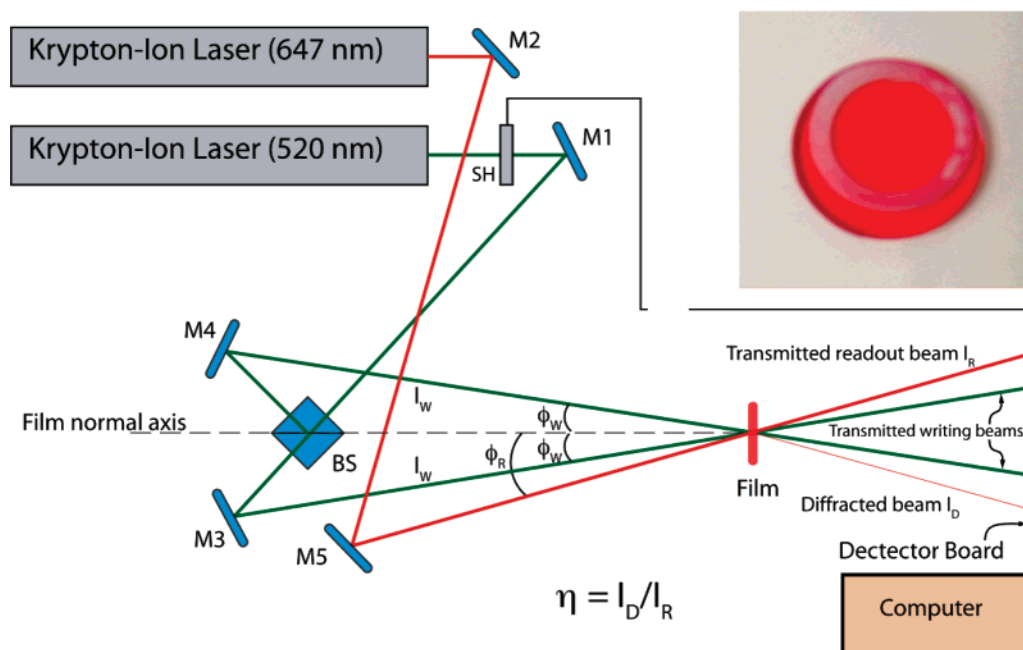 Krypton-Ion Laser (647 nm)
M2
Krypton-Ion Laser (520 nm)
SH
M1
M4
Transmitted readout beam I_R
I_W
Film normal axis
ϕ_W
Transmitted writing beams
BS
ϕ_R
ϕ_W
I_W
Film
M3
M5
Diffracted beam I_D
Dectector Board
η = I_D/I_R
Computer